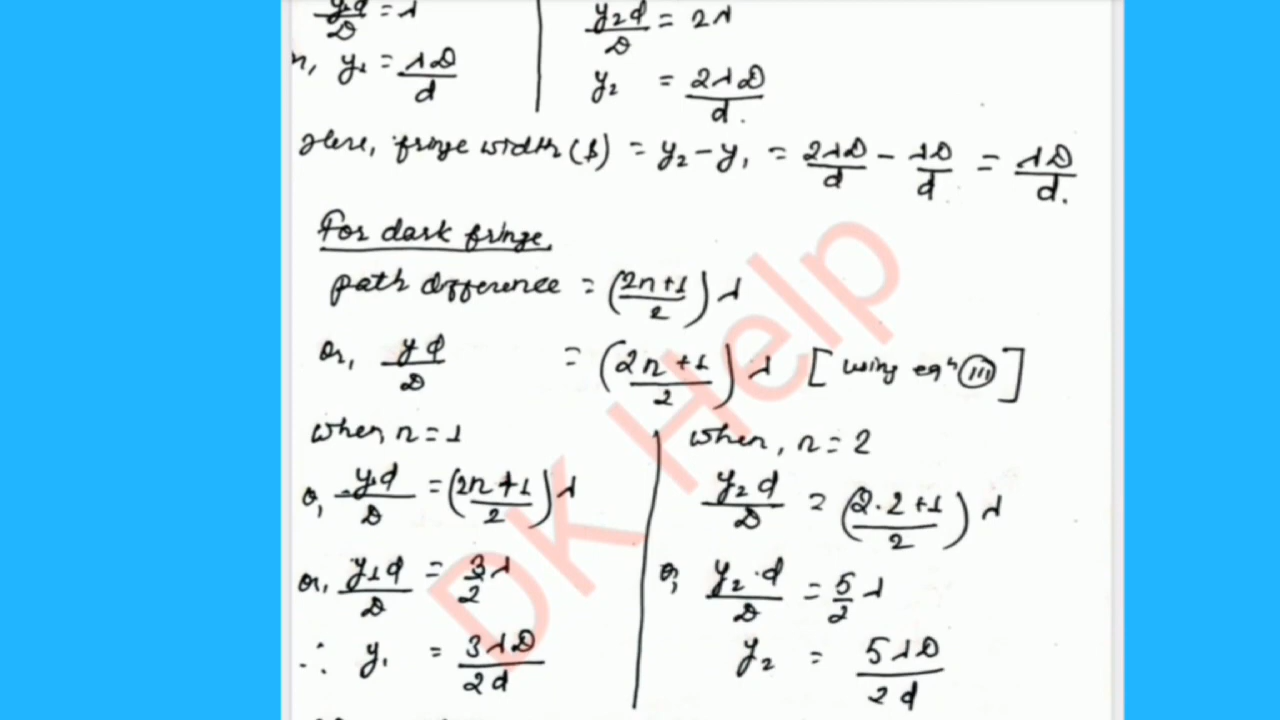 y₁d/D = λ
y₂d/D = 2λ
, y₁ = λD/d
y₂ = 2λD/d.
Here, fringe width (β) = y₂ - y₁ = 2λD/d - λD/d = λD/d.
For dark fringe
path difference = (2n+1/2) λ
or, yd/D = (2n+1/2) λ [using eqⁿ (iii)]
when, n = 1
or, y₁d/D = (2n+1/2) λ
or, y₁d/D = 3/2 λ
∴ y₁ = 3λD/2d
when, n = 2
y₂d/D = (2.2+1/2) λ
or, y₂.d/D = 5/2 λ
y₂ = 5λD/2d
DK Help